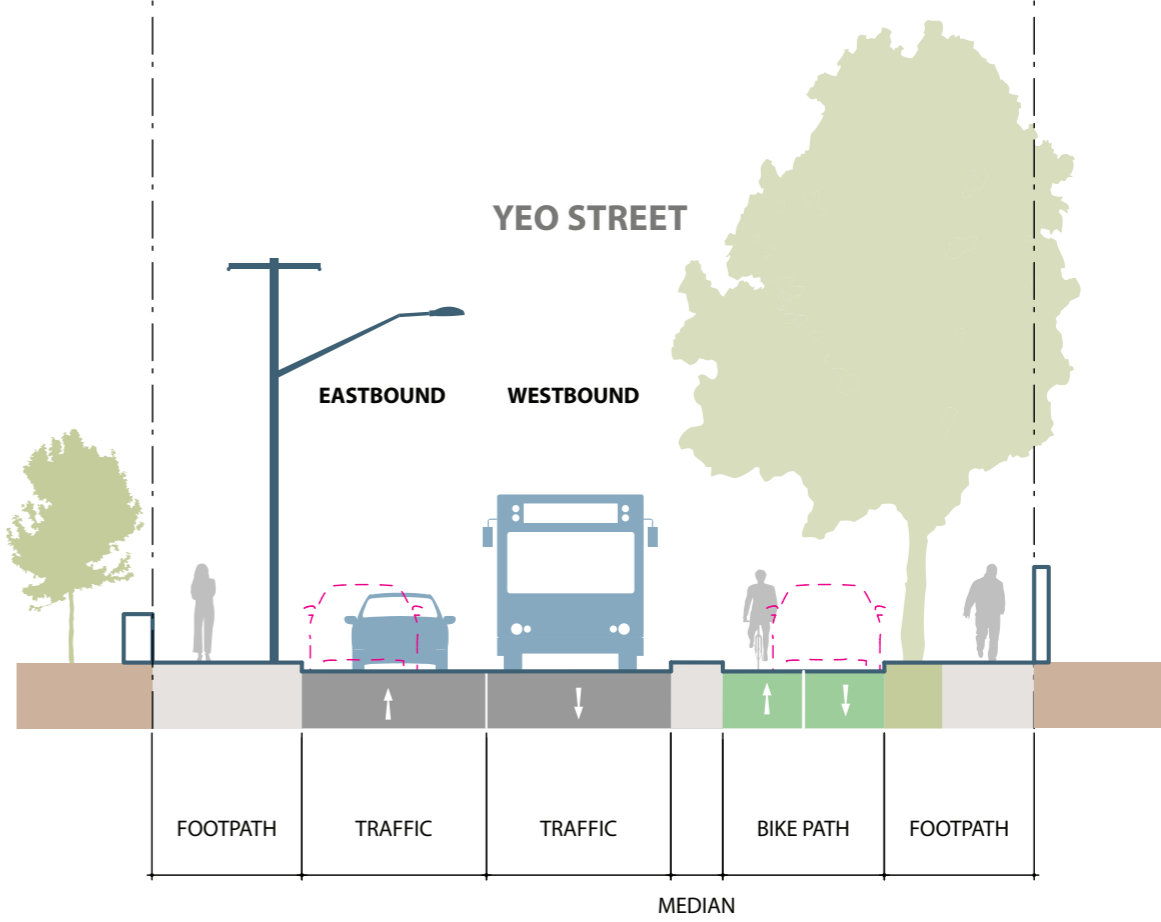 YEO STREET
EASTBOUND
WESTBOUND
FOOTPATH
TRAFFIC
TRAFFIC
BIKE PATH
FOOTPATH
MEDIAN